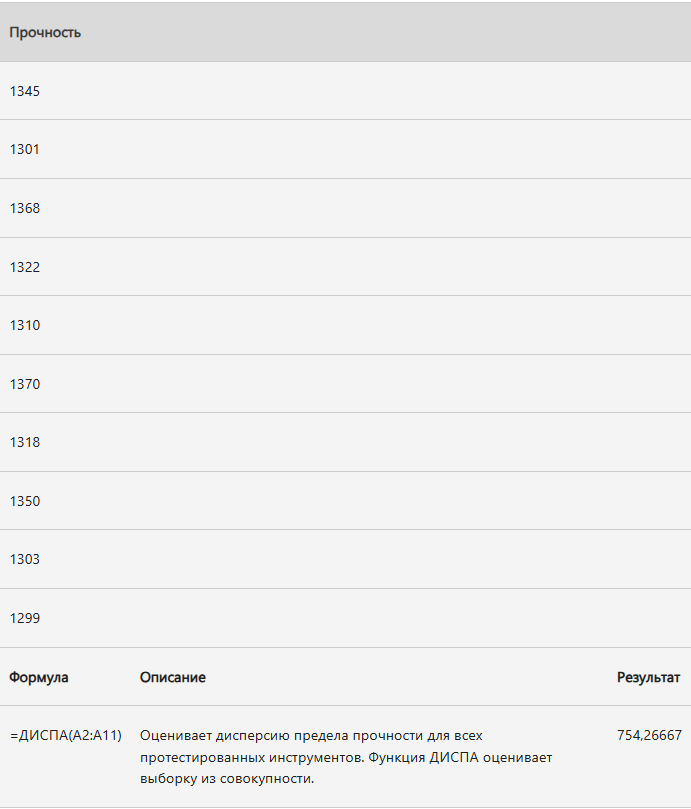 Прочность
1345
1301
1368
1322
1310
1370
1318
1350
1303
1299
Формула Описание Результат
=ДИСПА(A2:A11) Оценивает дисперсию предела прочности для всех 754,26667
протестированных инструментов. Функция ДИСПА оценивает
выборку из совокупности.